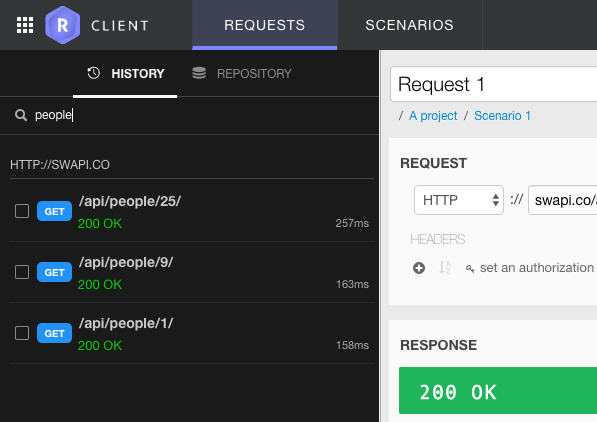 R CLIENT REQUESTS SCENARIOS
HISTORY REPOSITORY
people
HTTP://SWAPI.CO
GET /api/people/25/
200 OK 257ms
GET /api/people/9/
200 OK 163ms
GET /api/people/1/
200 OK 158ms
Request 1
/ A project / Scenario 1
REQUEST
HTTP :// swapi.co/
HEADERS
set an authorization
RESPONSE
200 OK